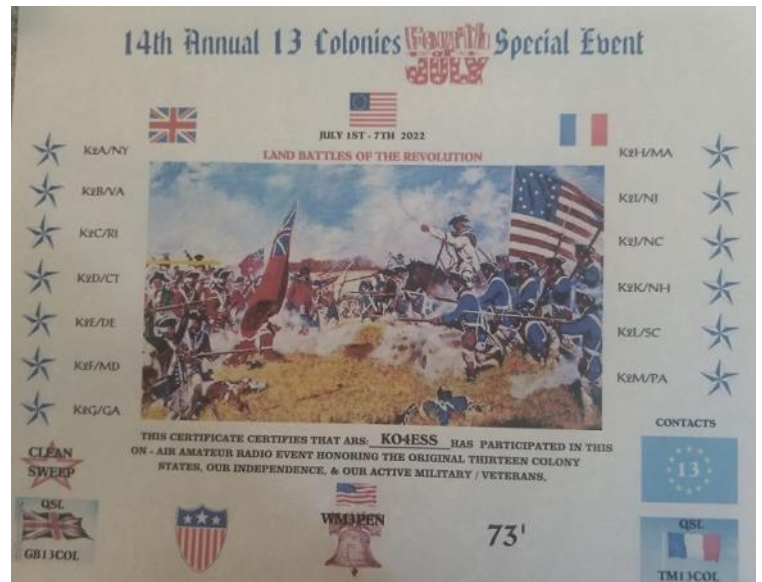 14th Annual 13 Colonies FOURTH OF JULY Special Event
JULY 1ST - 7TH 2022
LAND BATTLES OF THE REVOLUTION
K2A/NY
K2B/VA
K2C/RI
K2D/CT
K2E/DE
K2F/MD
K2G/GA
K2H/MA
K2I/NJ
K2J/NC
K2K/NH
K2L/SC
K2M/PA
THIS CERTIFICATE CERTIFIES THAT ARS: KO4ESS HAS PARTICIPATED IN THIS
ON - AIR AMATEUR RADIO EVENT HONORING THE ORIGINAL THIRTEEN COLONY
STATES, OUR INDEPENDENCE, & OUR ACTIVE MILITARY / VETERANS.
CONTACTS
13
CLEAN
SWEEP
QSL
GB13COL
WM3PEN
73'
QSL
TM13COL